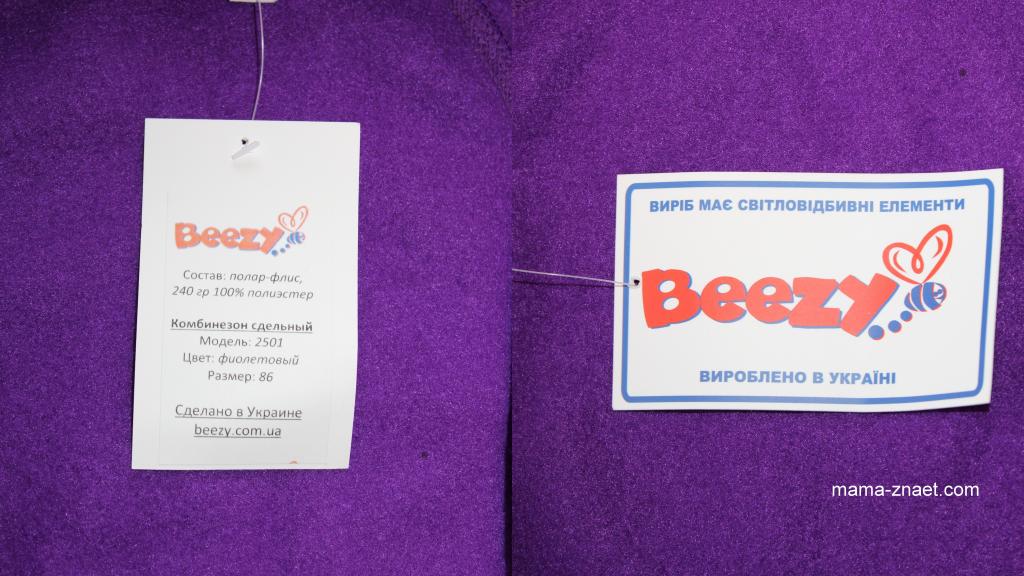 Beezy
Состав: полар-флис,
240 гр 100% полиэстер
Комбинезон сдельный
Модель: 2501
Цвет: фиолетовый
Размер: 86
Сделано в Украине
beezy.com.ua
ВИРІБ МАЄ СВІТЛОВІДБИВНІ ЕЛЕМЕНТИ
Beezy
ВИРОБЛЕНО В УКРАЇНІ
mama-znaet.com